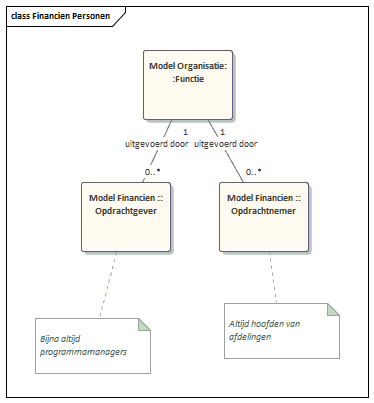 class Financien Personen
Model Organisatie:
:Functie
1
1
uitgevoerd door
uitgevoerd door
0..*
0..*
Model Financien ::
Opdrachtgever
Model Financien ::
Opdrachtnemer
Bijna altijd
programmamanagers
Altijd hoofden van
afdelingen